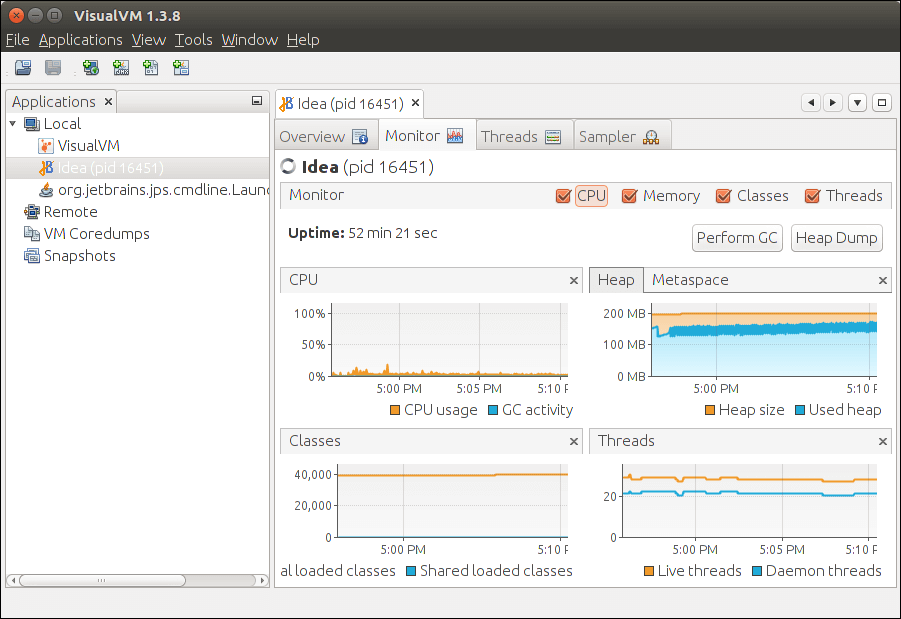 VisualVM 1.3.8
File Applications View Tools Window Help
Applications
Local
VisualVM
Idea (pid 16451)
org.jetbrains.jps.cmdline.Laun
Remote
VM Coredumps
Snapshots
Idea (pid 16451)
Overview Monitor Threads Sampler
Idea (pid 16451)
Monitor CPU Memory Classes Threads
Uptime: 52 min 21 sec
Perform GC Heap Dump
CPU
100%
50%
0%
5:00 PM 5:05 PM 5:10 P
CPU usage GC activity
Heap Metaspace
200 MB
100 MB
0 MB
5:00 PM 5:10 P
Heap size Used heap
Classes
40,000
20,000
0
5:00 PM 5:10 P
al loaded classes Shared loaded classes
Threads
20
0
5:00 PM 5:05 PM 5:10 P
Live threads Daemon threads